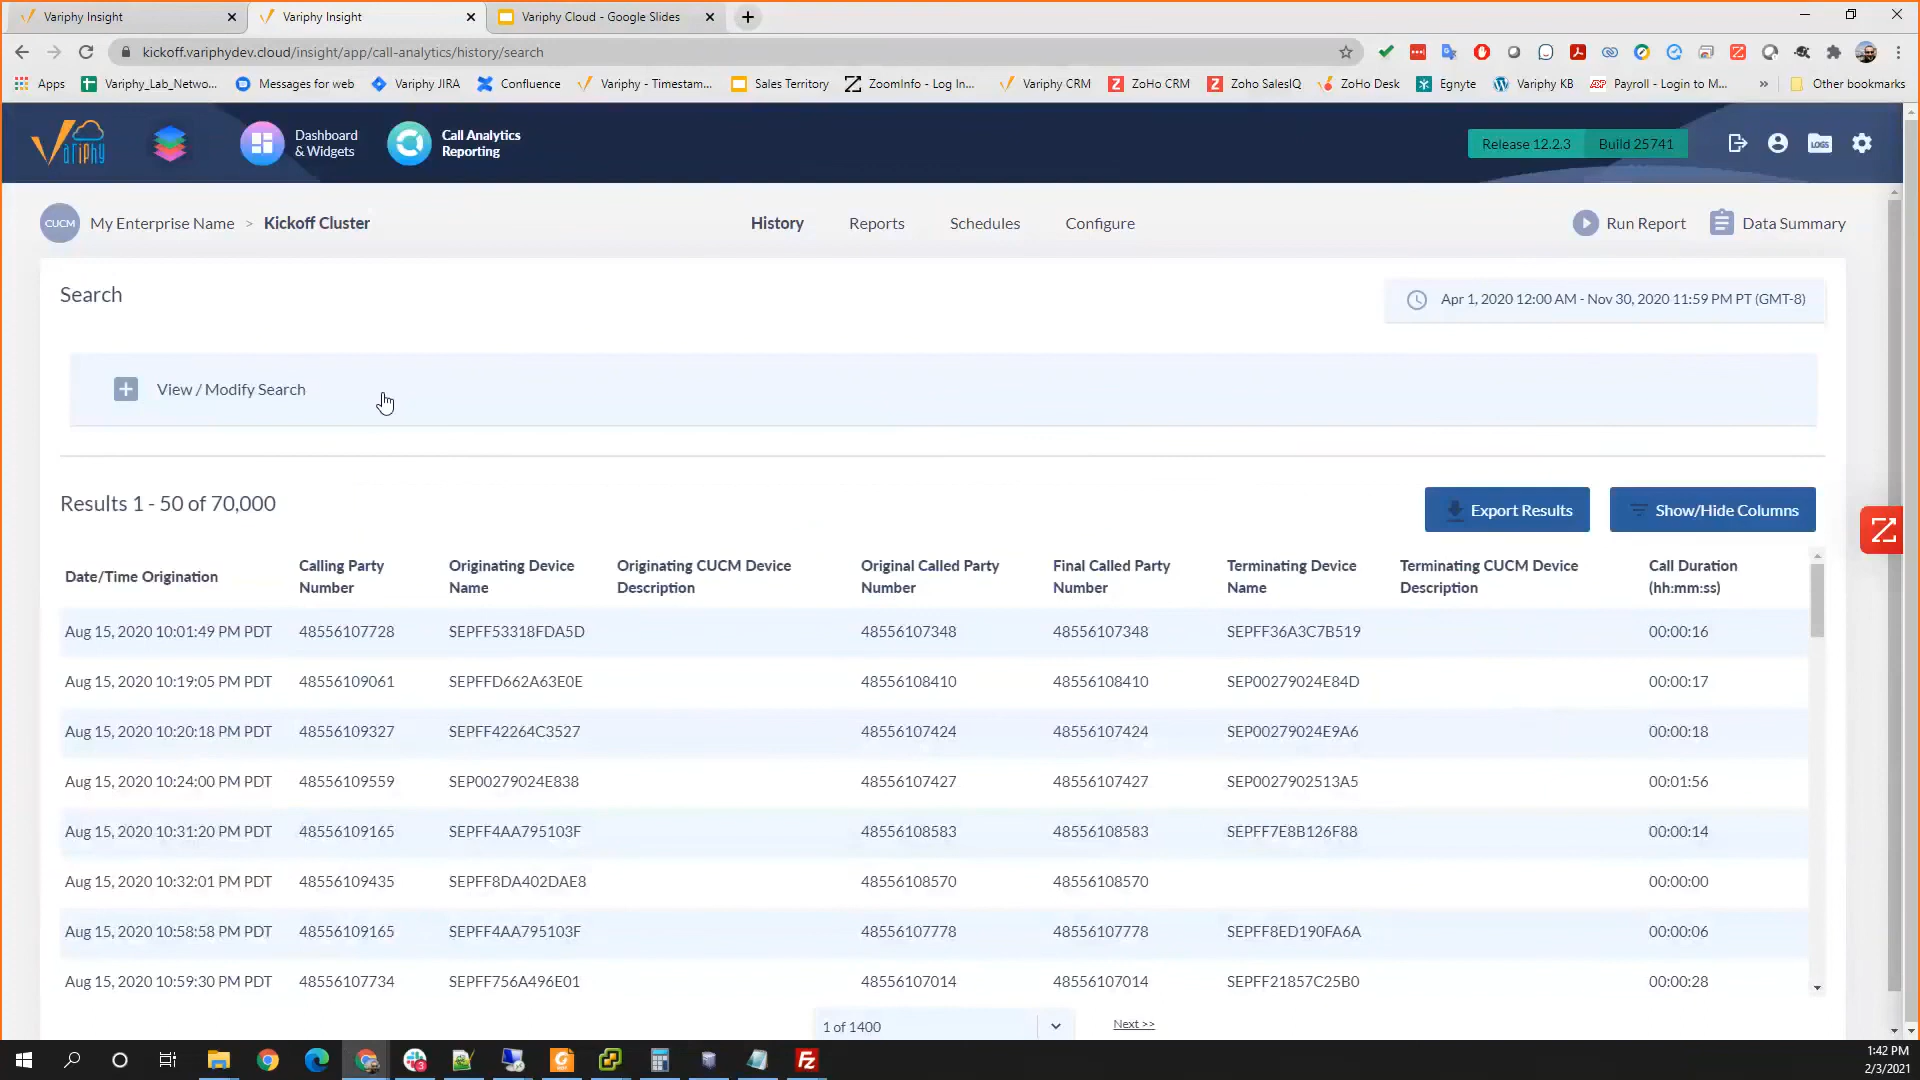 Variphy Insight
Variphy Insight
Variphy Cloud - Google Slides
kickoff.variphydev.cloud/insight/app/call-analytics/history/search
Apps
Variphy_Lab_Netwo...
Messages for web
Variphy JIRA
Confluence
Variphy - Timestam...
Sales Territory
ZoomInfo - Log In...
Variphy CRM
ZoHo CRM
Zoho SalesIQ
ZoHo Desk
Egnyte
Variphy KB
Payroll - Login to M...
»
Other bookmarks
Variphy
Dashboard
& Widgets
Call Analytics
Reporting
Release 12.2.3
Build 25741
LOGS
CUCM
My Enterprise Name > Kickoff Cluster
History
Reports
Schedules
Configure
Run Report
Data Summary
Search
Apr 1, 2020 12:00 AM - Nov 30, 2020 11:59 PM PT (GMT-8)
View / Modify Search
Results 1 - 50 of 70,000
Export Results
Show/Hide Columns
Date/Time Origination
Calling Party
Number
Originating Device
Name
Originating CUCM Device
Description
Original Called Party
Number
Final Called Party
Number
Terminating Device
Name
Terminating CUCM Device
Description
Call Duration
(hh:mm:ss)
Aug 15, 2020 10:01:49 PM PDT 48556107728 SEPFF53318FDA5D 48556107348 48556107348 SEPFF36A3C7B519 00:00:16
Aug 15, 2020 10:19:05 PM PDT 48556109061 SEPFFD662A63E0E 48556108410 48556108410 SEP00279024E84D 00:00:17
Aug 15, 2020 10:20:18 PM PDT 48556109327 SEPFF42264C3527 48556107424 48556107424 SEP00279024E9A6 00:00:18
Aug 15, 2020 10:24:00 PM PDT 48556109559 SEP00279024E838 48556107427 48556107427 SEP0027902513A5 00:01:56
Aug 15, 2020 10:31:20 PM PDT 48556109165 SEPFF4AA795103F 48556108583 48556108583 SEPFF7E8B126F88 00:00:14
Aug 15, 2020 10:32:01 PM PDT 48556109435 SEPFF8DA402DAE8 48556108570 48556108570 00:00:00
Aug 15, 2020 10:58:58 PM PDT 48556109165 SEPFF4AA795103F 48556107778 48556107778 SEPFF8ED190FA6A 00:00:06
Aug 15, 2020 10:59:30 PM PDT 48556107734 SEPFF756A496E01 48556107014 48556107014 SEPFF21857C25B0 00:00:28
1 of 1400
Next >>
1:42 PM
2/3/2021